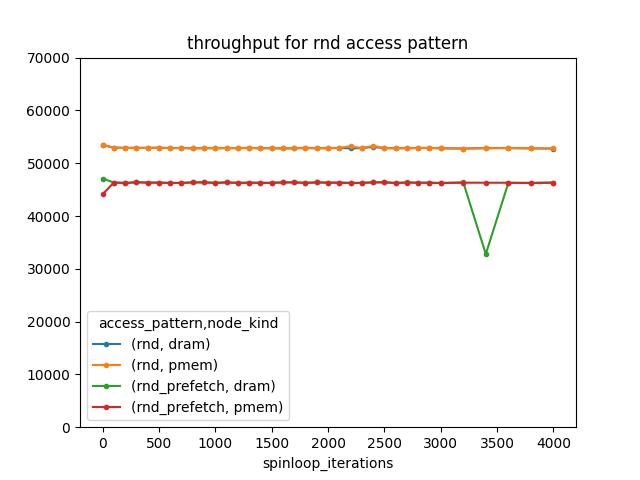 throughput for rnd access pattern
70000
60000
50000
40000
30000
20000
10000
0
access_pattern,node_kind
(rnd, dram)
(rnd, pmem)
(rnd_prefetch, dram)
(rnd_prefetch, pmem)
0 500 1000 1500 2000 2500 3000 3500 4000
spinloop_iterations